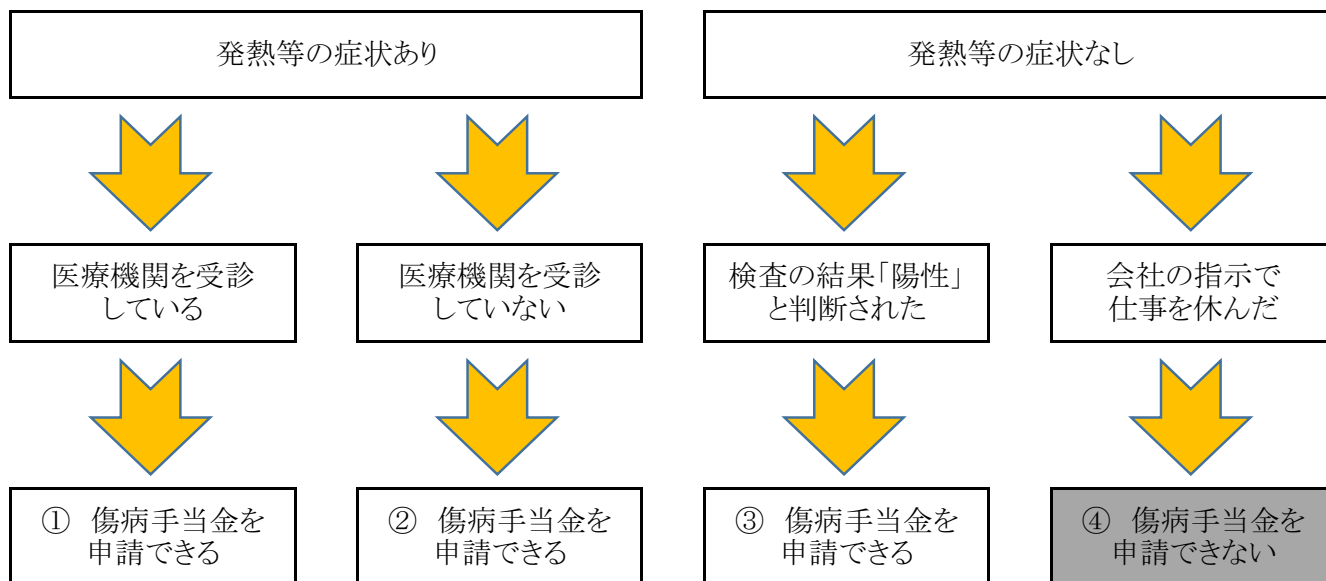 発熱等の症状あり
発熱等の症状なし
医療機関を受診
している
医療機関を受診
していない
検査の結果「陽性」
と判断された
会社の指示で
仕事を休んだ
① 傷病手当金を
申請できる
② 傷病手当金を
申請できる
③ 傷病手当金を
申請できる
④ 傷病手当金を
申請できない